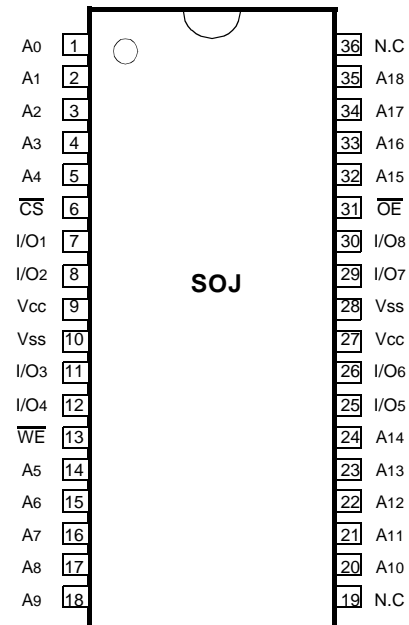 A0 1 36 N.C
A1 2 35 A18
A2 3 34 A17
A3 4 33 A16
A4 5 32 A15
CS 6 31 OE
I/O1 7 30 I/O8
I/O2 8 29 I/O7
SOJ
Vcc 9 28 Vss
Vss 10 27 Vcc
I/O3 11 26 I/O6
I/O4 12 25 I/O5
WE 13 24 A14
A5 14 23 A13
A6 15 22 A12
A7 16 21 A11
A8 17 20 A10
A9 18 19 N.C